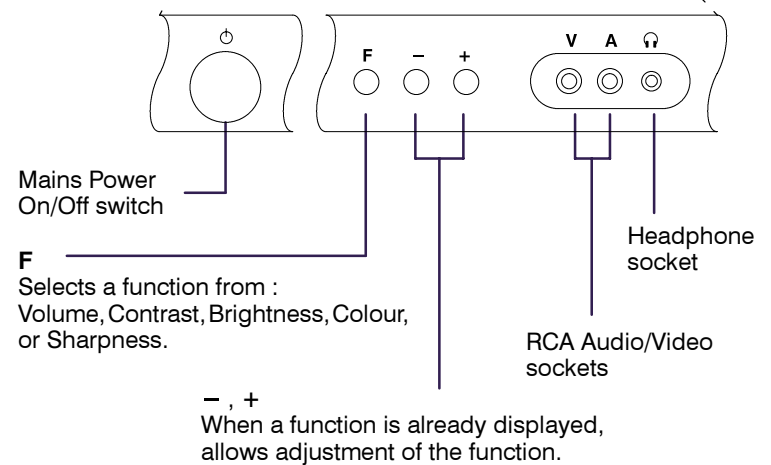 F − +
V A
Mains Power
On/Off switch
F
Selects a function from :
Volume, Contrast, Brightness, Colour,
or Sharpness.
Headphone
socket
RCA Audio/Video
sockets
− , +
When a function is already displayed,
allows adjustment of the function.